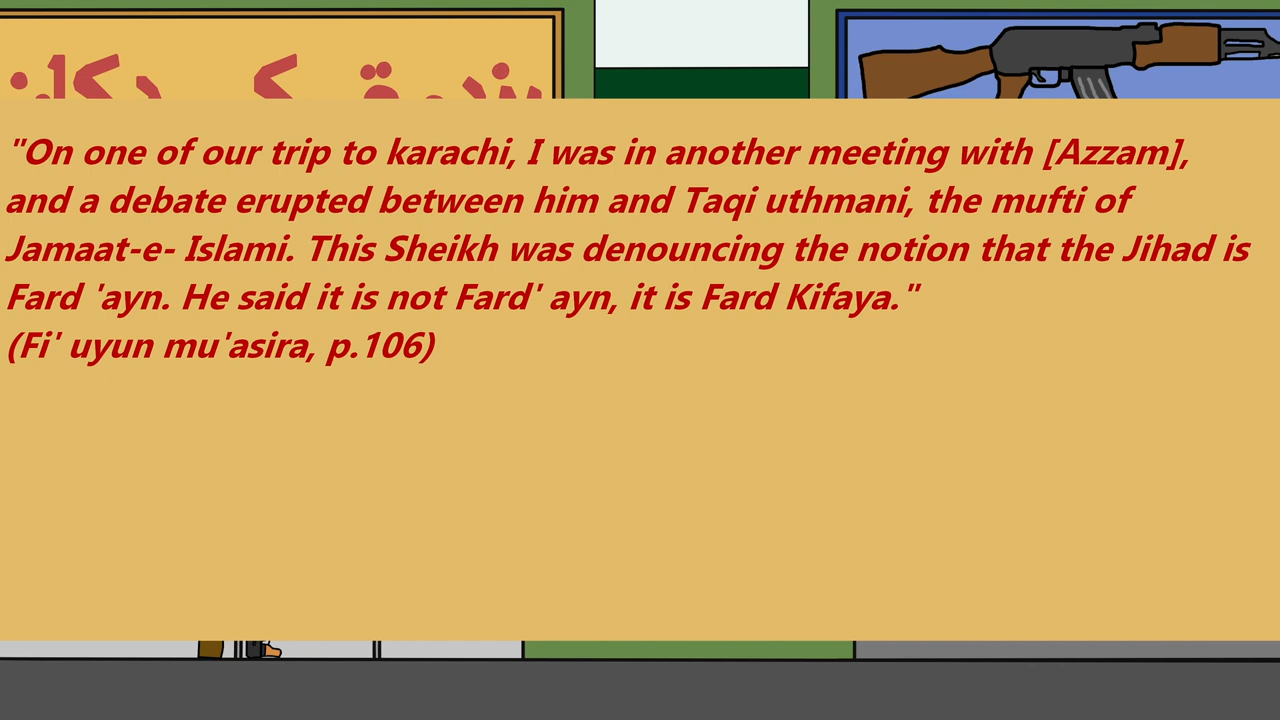 "On one of our trip to karachi, I was in another meeting with [Azzam],
and a debate erupted between him and Taqi uthmani, the mufti of
Jamaat-e- Islami. This Sheikh was denouncing the notion that the Jihad is
Fard 'ayn. He said it is not Fard' ayn, it is Fard Kifaya."
(Fi' uyun mu'asira, p.106)